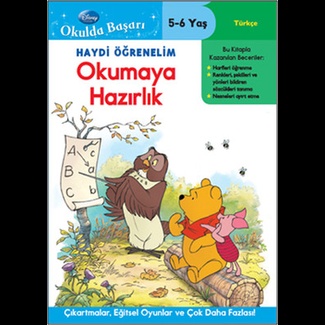 Disney
Okulda Başarı
5-6 Yaş
Türkçe
HAYDİ ÖĞRENELİM
Okumaya
Hazırlık
Bu Kitapla
Kazanılan Beceriler:
Harfleri öğrenme
Renkleri, şekilleri ve
yönleri bildiren
sözcükleri tanıma
Nesneleri ayırt etme
A a
B b
C c
Çıkartmalar, Eğitsel Oyunlar ve Çok Daha Fazlası!